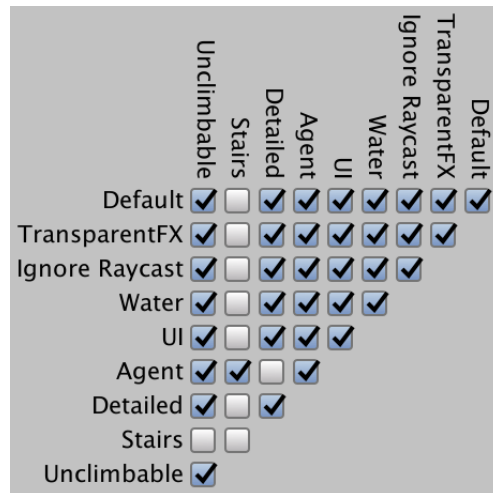 Unclimbable
Stairs
Detailed
Agent
UI
Water
Ignore Raycast
TransparentFX
Default
Default
TransparentFX
Ignore Raycast
Water
UI
Agent
Detailed
Stairs
Unclimbable